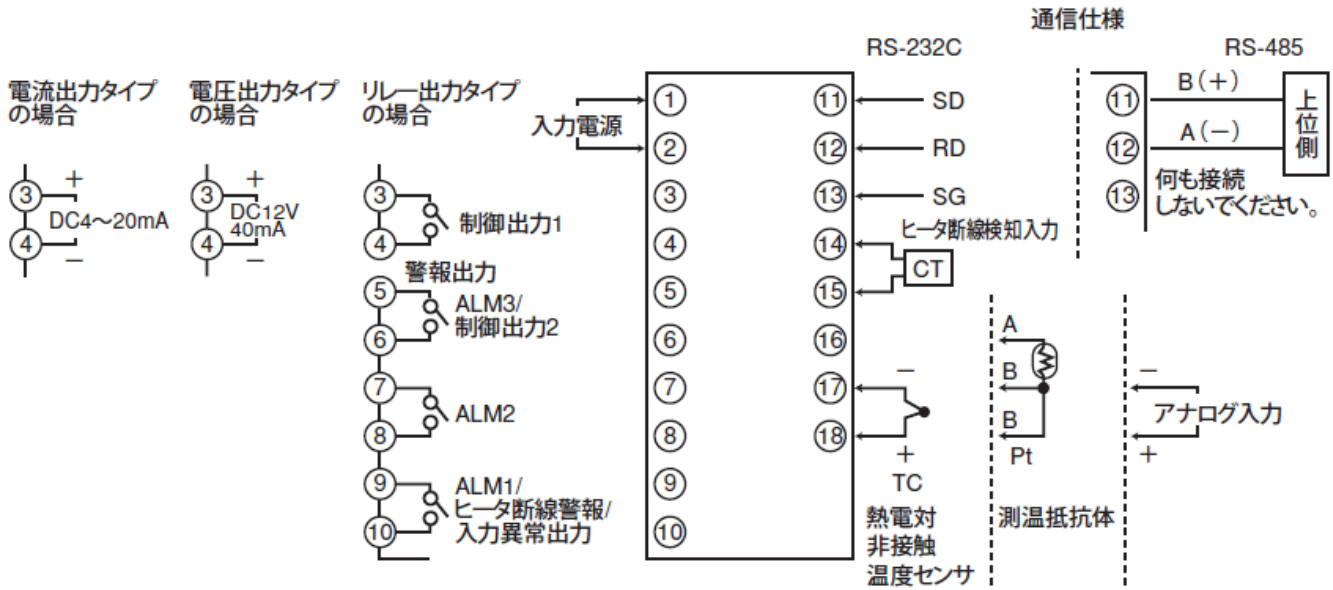 通信仕様
RS-232C
RS-485
電流出力タイプ
の場合
③
+
DC4〜20mA
④
−
電圧出力タイプ
の場合
③
+
DC12V
40mA
④
−
リレー出力タイプ
の場合
③
④
制御出力1
警報出力
⑤
⑥
ALM3/
制御出力2
⑦
⑧
ALM2
⑨
⑩
ALM1/
ヒータ断線警報/
入力異常出力
入力電源
①
②
③
④
⑤
⑥
⑦
⑧
⑨
⑩
⑪
SD
⑫
RD
⑬
SG
ヒータ断線検知入力
⑭
CT
⑮
⑯
⑰
−
⑱
+
TC
熱電対
非接触
温度センサ
A
B
B
Pt
測温抵抗体
−
アナログ入力
+
⑪
B(+)
⑫
A(−)
上位側
⑬
何も接続
しないでください。